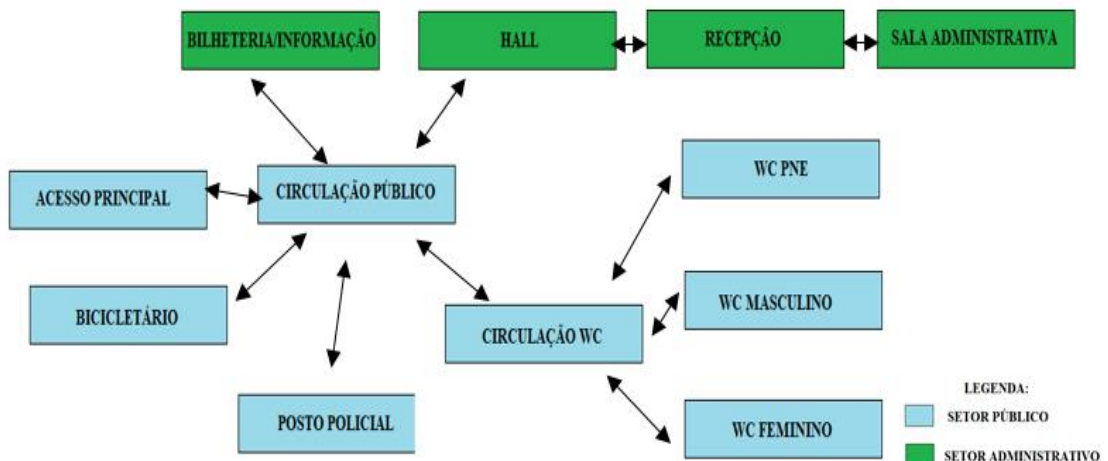 BILHETERIA/INFORMAÇÃO
HALL
RECEPÇÃO
SALA ADMINISTRATIVA
ACESSO PRINCIPAL
CIRCULAÇÃO PÚBLICO
WC PNE
BICICLETÁRIO
CIRCULAÇÃO WC
WC MASCULINO
POSTO POLICIAL
WC FEMININO
LEGENDA:
SETOR PÚBLICO
SETOR ADMINISTRATIVO